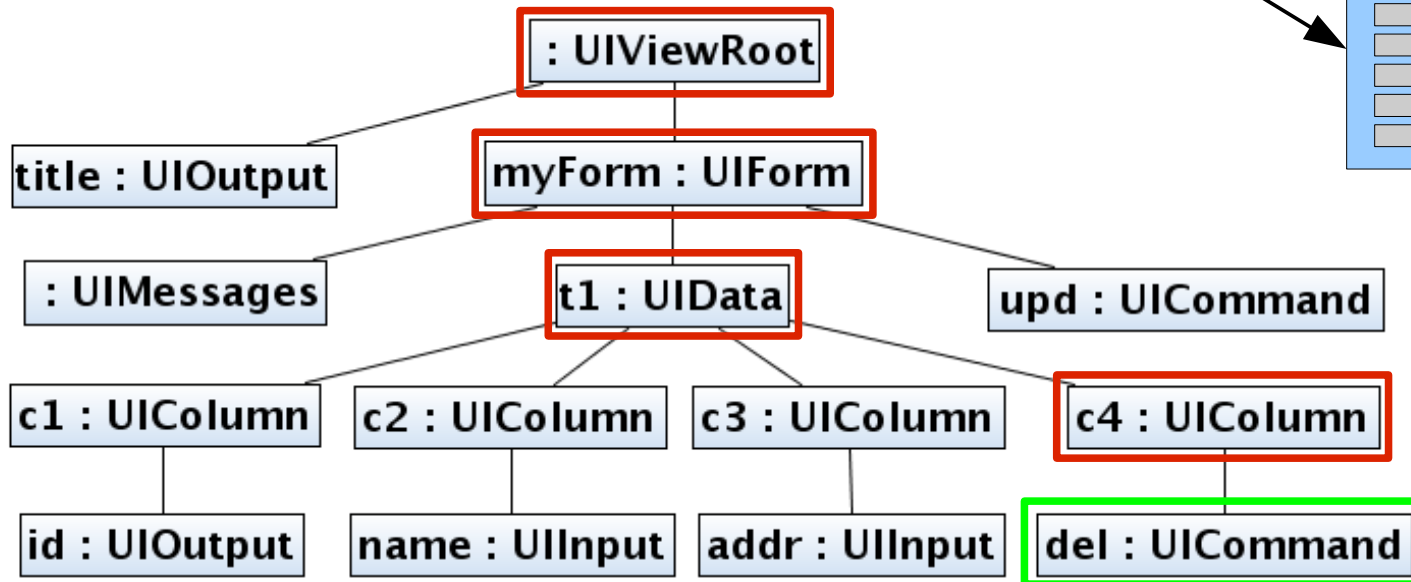 : UIViewRoot
title : UIOutput
myForm : UIForm
: UIMessages
t1 : UIData
upd : UICommand
c1 : UIColumn
c2 : UIColumn
c3 : UIColumn
c4 : UIColumn
id : UIOutput
name : UIInput
addr : UIInput
del : UICommand